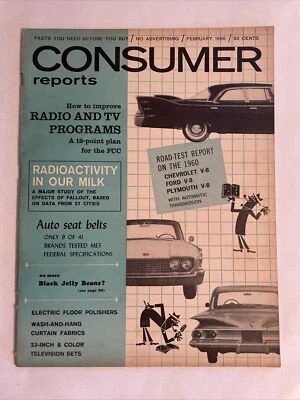 FACTS YOU NEED BEFORE YOU BUY / NO ADVERTISING / FEBRUARY 1960 / 50 CENTS
CONSUMER
reports
How to improve
RADIO AND TV
PROGRAMS
A 12-point plan
for the FCC
RADIOACTIVITY
IN OUR MILK
A MAJOR STUDY OF THE
EFFECTS OF FALLOUT, BASED
ON DATA FROM 27 CITIES
Auto seat belts
ONLY 9 OF 41
BRANDS TESTED MET
FEDERAL SPECIFICATIONS
no more
Black Jelly Beans?
ELECTRIC FLOOR POLISHERS
WASH-AND-HANG
CURTAIN FABRICS
23-INCH & COLOR
TELEVISION SETS
ROAD-TEST REPORT
ON THE 1960
CHEVROLET V-8
FORD V-8
PLYMOUTH V-8
WITH AUTOMATIC
TRANSMISSION